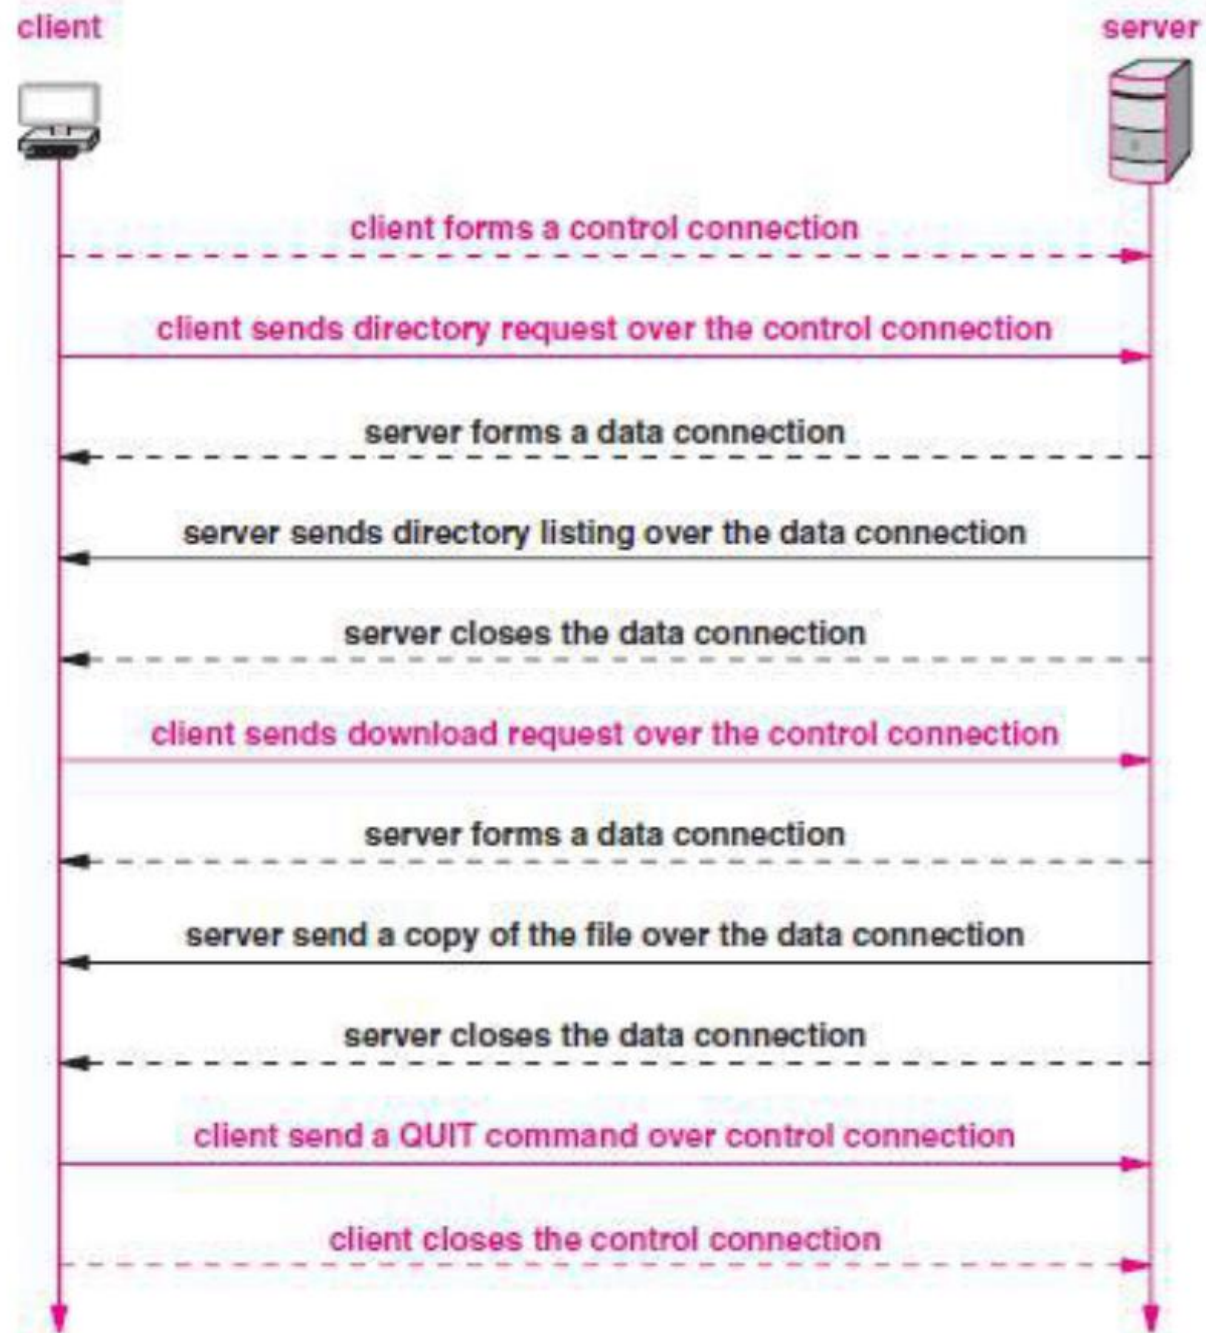 client
server
client forms a control connection
client sends directory request over the control connection
server forms a data connection
server sends directory listing over the data connection
server closes the data connection
client sends download request over the control connection
server forms a data connection
server send a copy of the file over the data connection
server closes the data connection
client send a QUIT command over control connection
client closes the control connection